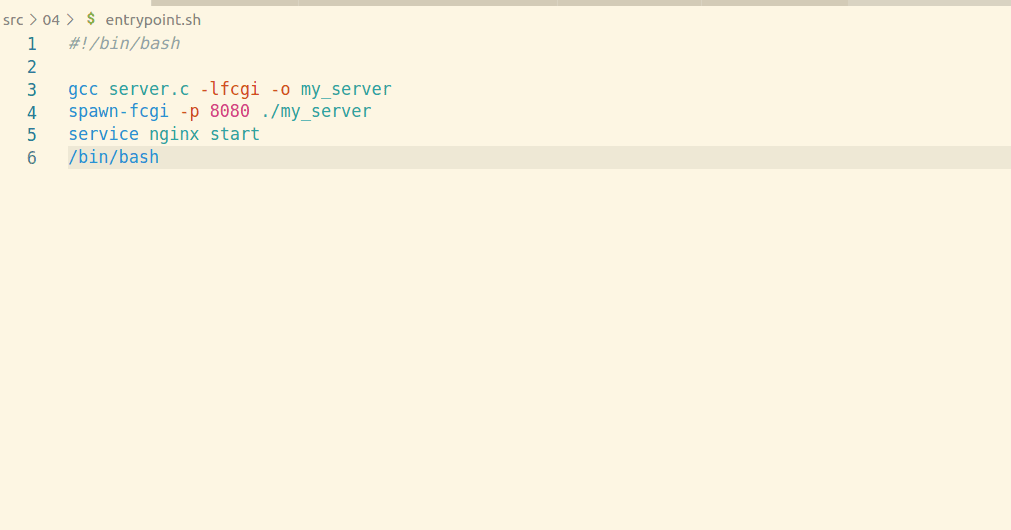 src > 04 > $ entrypoint.sh
1 #!/bin/bash
2
3 gcc server.c -lfcgi -o my_server
4 spawn-fcgi -p 8080 ./my_server
5 service nginx start
6 /bin/bash